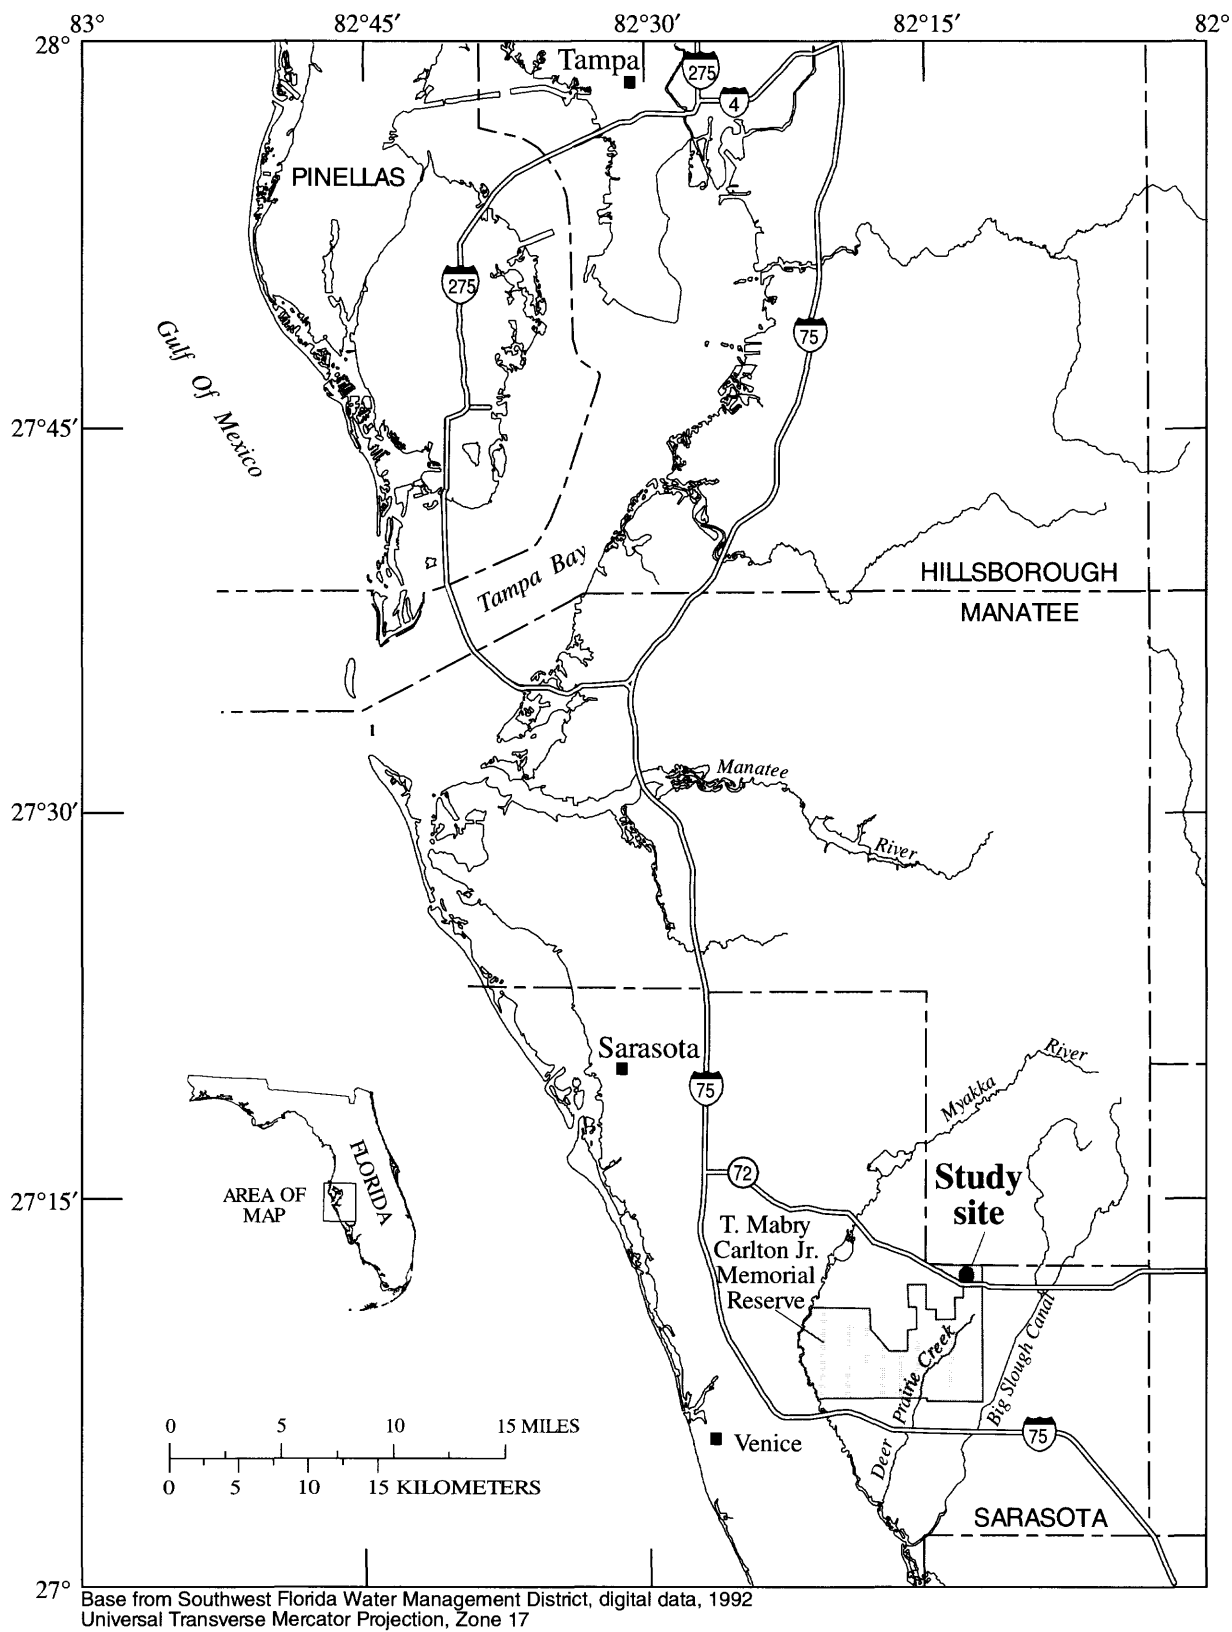 83°
82°45′
82°30′
82°15′
82°
28°
Tampa
275
4
PINELLAS
275
75
Gulf Of Mexico
27°45′
Tampa Bay
HILLSBOROUGH
MANATEE
Manatee
27°30′
River
Sarasota
75
River
Myakka
FLORIDA
AREA OF
MAP
27°15′
72
Study
site
T. Mabry
Carlton Jr.
Memorial
Reserve
Deer Prairie Creek
Big Slough Canal
0 5 10 15 MILES
0 5 10 15 KILOMETERS
Venice
75
SARASOTA
27°
Base from Southwest Florida Water Management District, digital data, 1992
Universal Transverse Mercator Projection, Zone 17